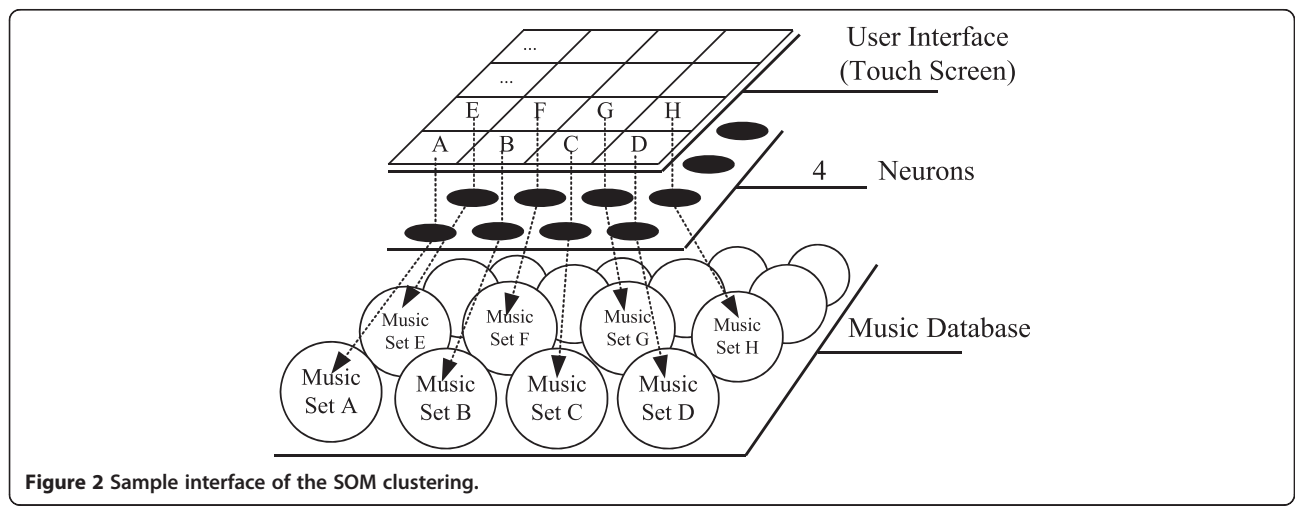 User Interface
(Touch Screen)
...
...
E F G H
A B C D
4 Neurons
Music Database
Music
Set E
Music
Set F
Music
Set G
Music
Set H
Music
Set A
Music
Set B
Music
Set C
Music
Set D
Figure 2 Sample interface of the SOM clustering.